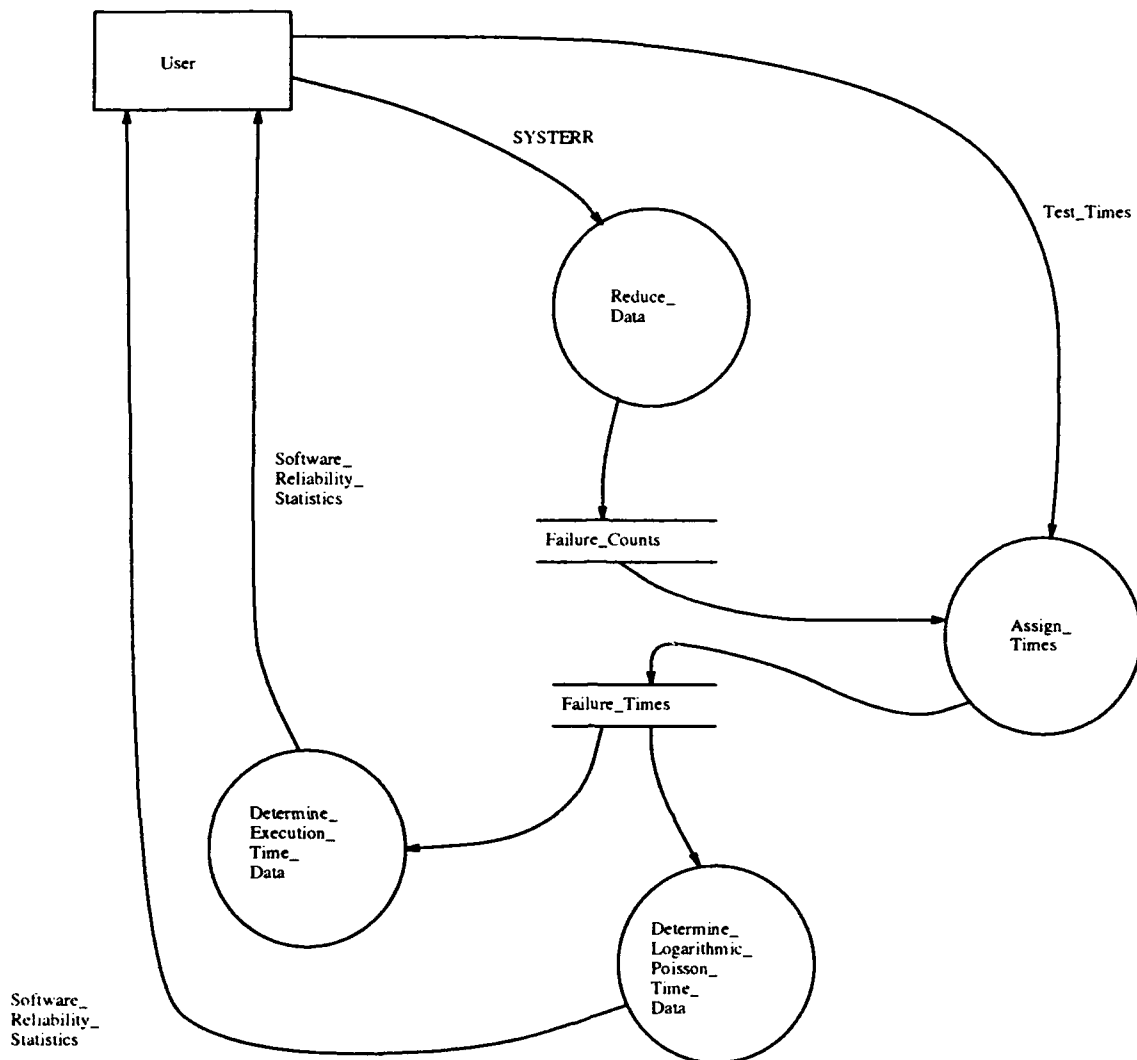 User
SYSTERR
Test_Times
Reduce_
Data
Software_
Reliability_
Statistics
Failure_Counts
Assign_
Times
Failure_Times
Determine_
Execution_
Time_
Data
Determine_
Logarithmic_
Poisson_
Time_
Data
Software_
Reliability_
Statistics